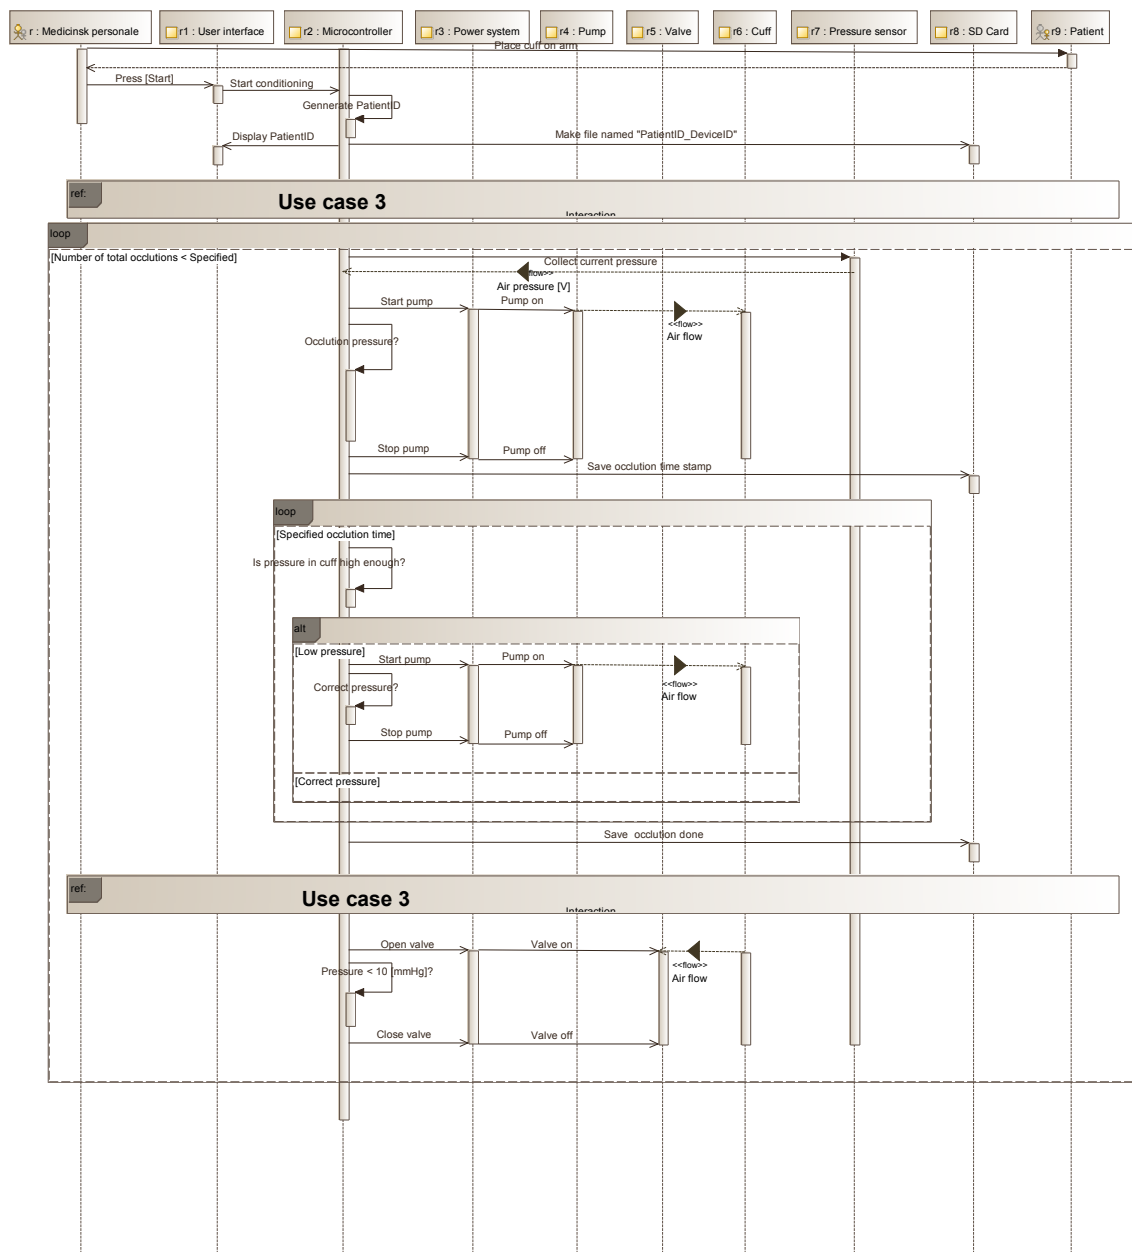 r : Medicinsk personale
r1 : User interface
r2 : Microcontroller
r3 : Power system
r4 : Pump
r5 : Valve
r6 : Cuff
r7 : Pressure sensor
r8 : SD Card
r9 : Patient
Place cuff on arm
Press [Start]
Start conditioning
Gennerate PatientID
Display PatientID
Make file named "PatientID_DeviceID"
ref:
Use case 3
Interaction
loop
[Number of total occlutions < Specified]
Collect current pressure
flow>>
Air pressure [V]
Start pump
Pump on
<<flow>>
Air flow
Occlution pressure?
Stop pump
Pump off
Save occlution time stamp
loop
[Specified occlution time]
Is pressure in cuff high enough?
alt
[Low pressure]
Start pump
Pump on
<<flow>>
Air flow
Correct pressure?
Stop pump
Pump off
[Correct pressure]
Save  occlution done
ref:
Use case 3
Interaction
Open valve
Valve on
<<flow>>
Air flow
Pressure < 10 [mmHg]?
Close valve
Valve off